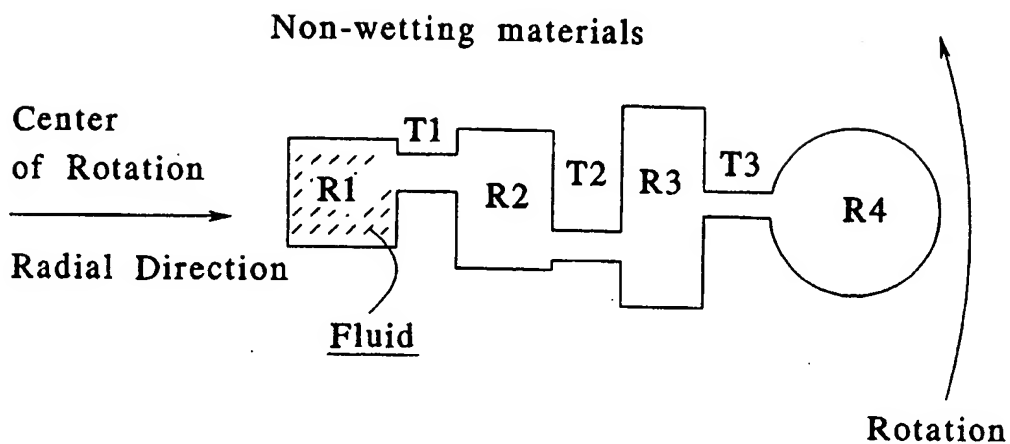 Non-wetting materials
Center
of Rotation
Radial Direction
T1
R1
R2
T2
R3
T3
R4
Fluid
Rotation